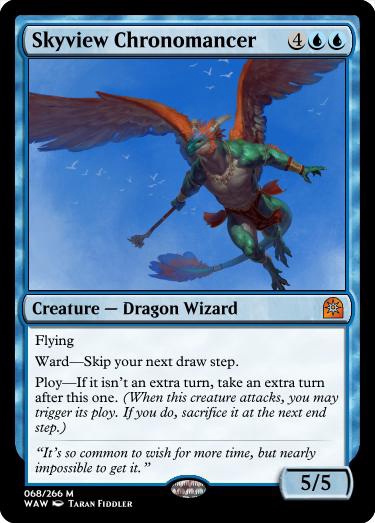 Skyview Chronomancer 4
Creature — Dragon Wizard
Flying
Ward—Skip your next draw step.
Ploy—If it isn't an extra turn, take an extra turn
after this one. (When this creature attacks, you may
trigger its ploy. If you do, sacrifice it at the next end
step.)
“It's so common to wish for more time, but nearly
impossible to get it.”
5/5
068/266 M
WAW Taran Fiddler